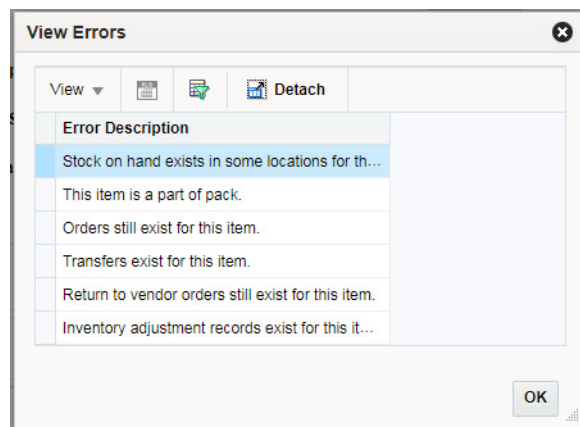 View Errors
View Detach
Error Description
Stock on hand exists in some locations for th...
This item is a part of pack.
Orders still exist for this item.
Transfers exist for this item.
Return to vendor orders still exist for this item.
Inventory adjustment records exist for this it...
OK